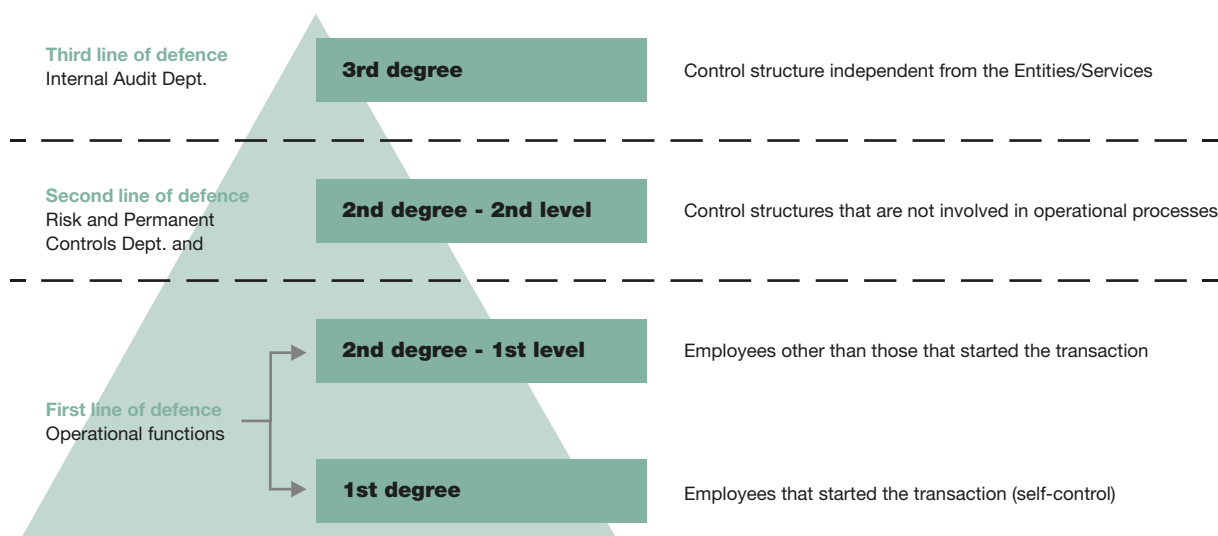 Third line of defence
Internal Audit Dept.
3rd degree
Control structure independent from the Entities/Services
Second line of defence
Risk and Permanent
Controls Dept. and
2nd degree - 2nd level
Control structures that are not involved in operational processes
2nd degree - 1st level
Employees other than those that started the transaction
First line of defence
Operational functions
1st degree
Employees that started the transaction (self-control)